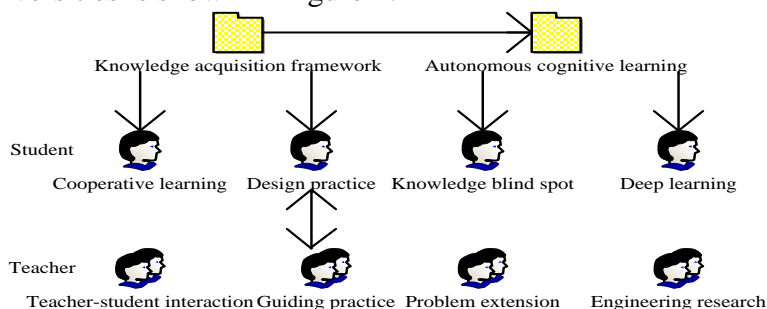 Knowledge acquisition framework
Autonomous cognitive learning
Student
Cooperative learning
Design practice
Knowledge blind spot
Deep learning
Teacher
Teacher-student interaction
Guiding practice
Problem extension
Engineering research